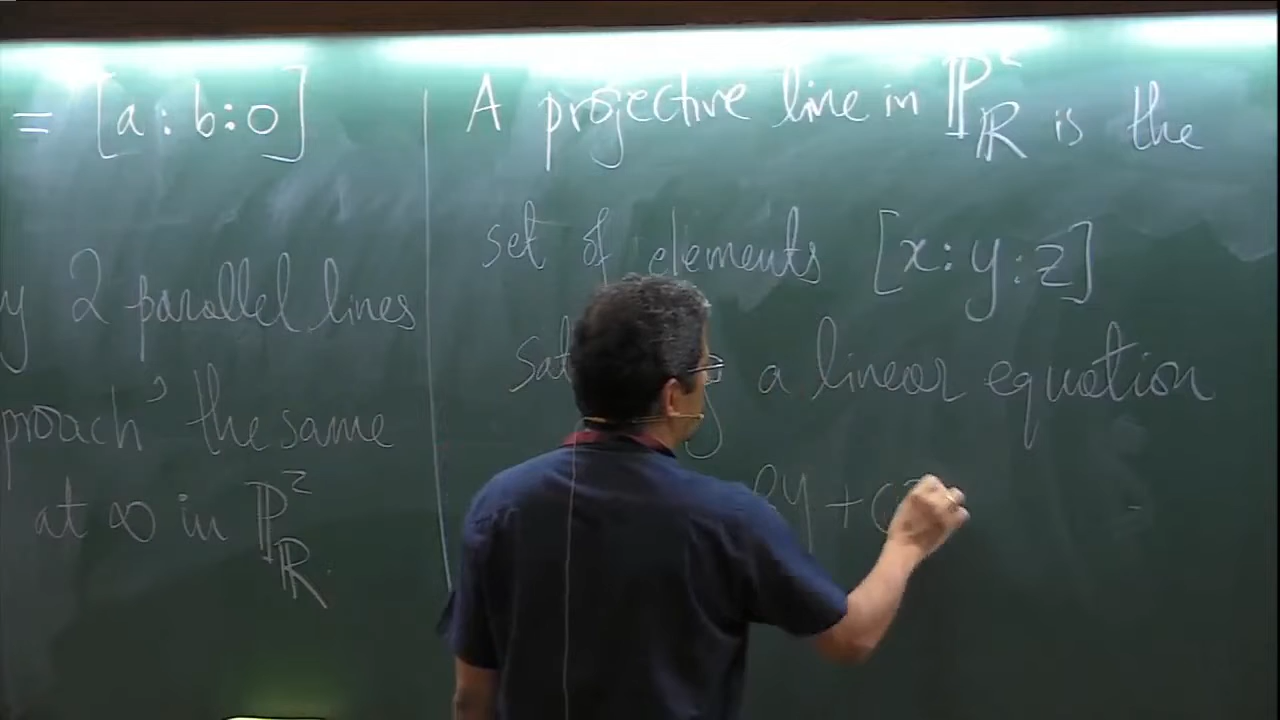 = [a : b : 0]
y 2 parallel lines
proach' the same
at ∞ in ℙ²_ℝ
A projective line in ℙ²_ℝ is the
set of elements [x : y : z]
a linear equation
y + c